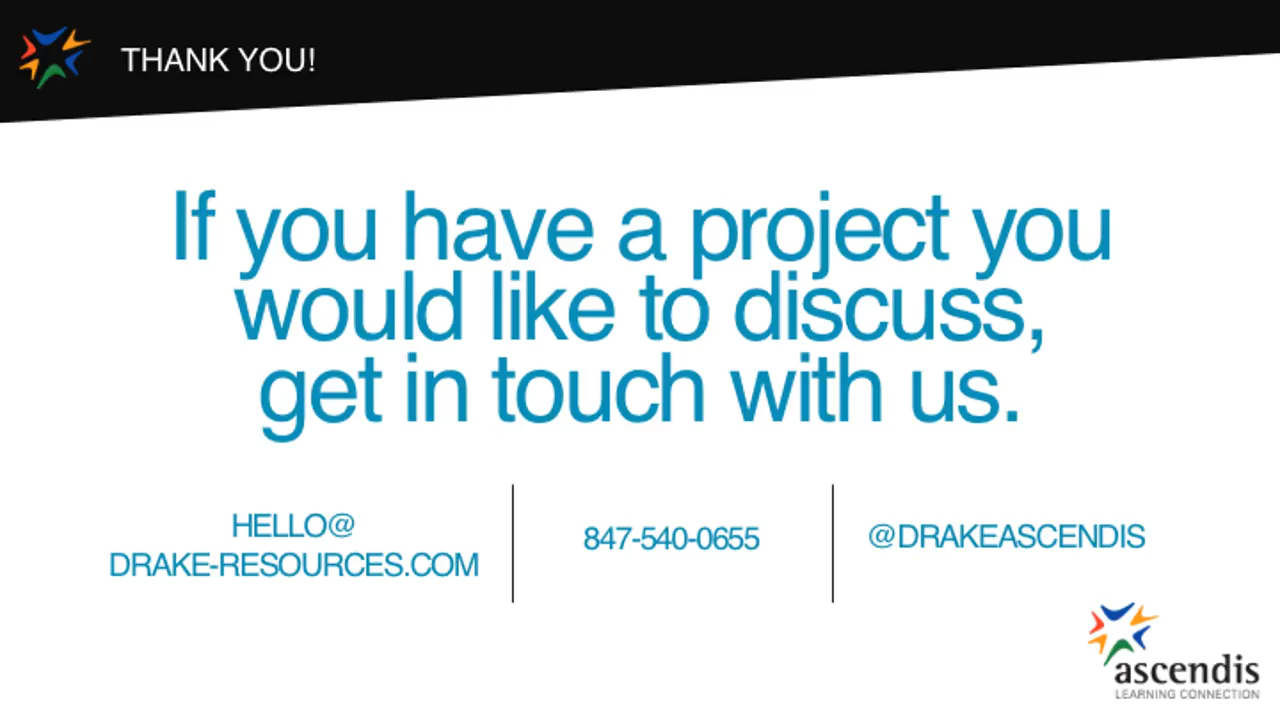 THANK YOU!
If you have a project you
would like to discuss,
get in touch with us.
HELLO@
DRAKE-RESOURCES.COM
847-540-0655
@DRAKEASCENDIS
ascendis
LEARNING CONNECTION